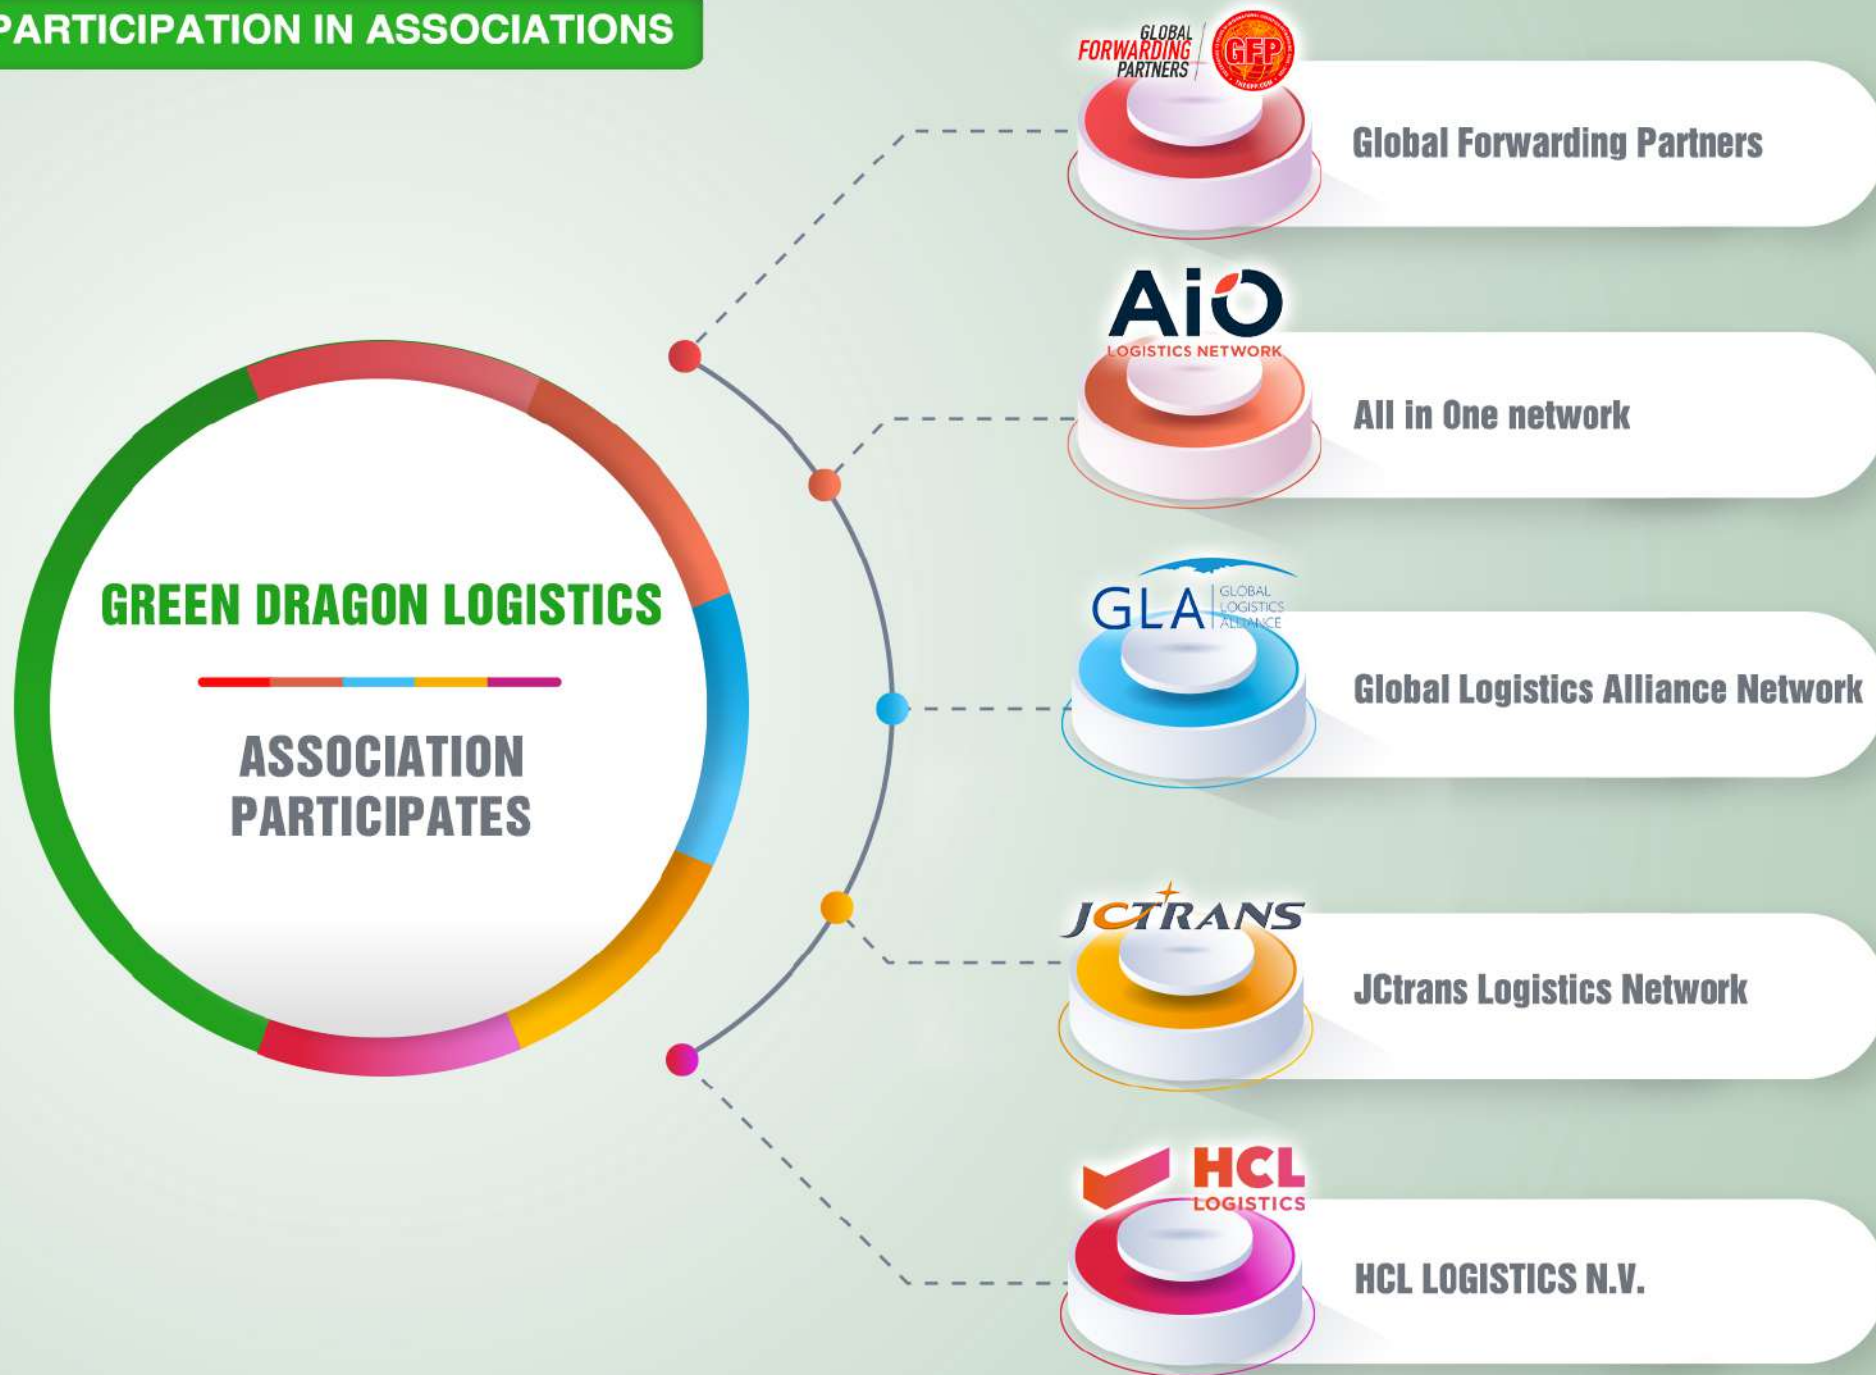 PARTICIPATION IN ASSOCIATIONS
GREEN DRAGON LOGISTICS
ASSOCIATION
PARTICIPATES
GLOBAL
FORWARDING
PARTNERS
GFP
Global Forwarding Partners
AiO
LOGISTICS NETWORK
All in One network
GLA
GLOBAL
LOGISTICS
ALLIANCE
Global Logistics Alliance Network
JCTRANS
JCtrans Logistics Network
HCL
LOGISTICS
HCL LOGISTICS N.V.